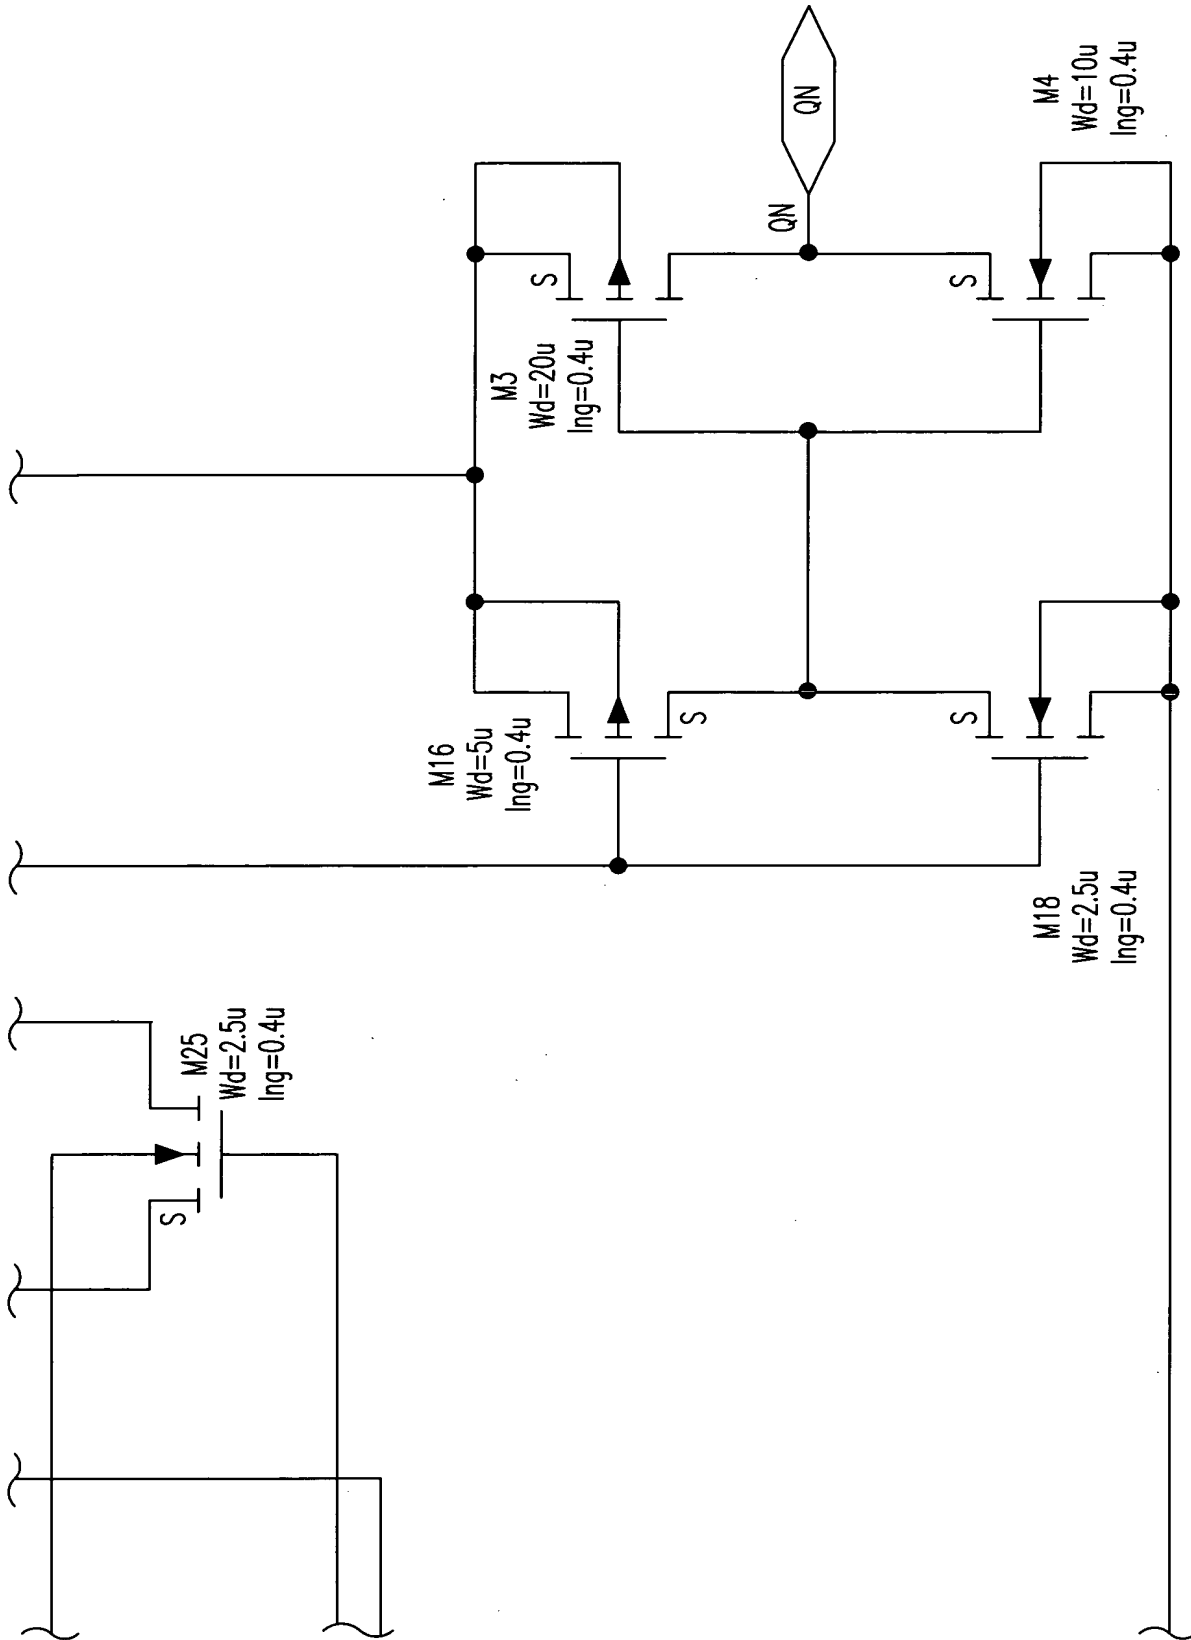 M25
Wd=2.5u
lng=0.4u
S
M16
Wd=5u
lng=0.4u
S
M18
Wd=2.5u
lng=0.4u
S
M3
Wd=20u
lng=0.4u
S
M4
Wd=10u
lng=0.4u
S
QN
QN